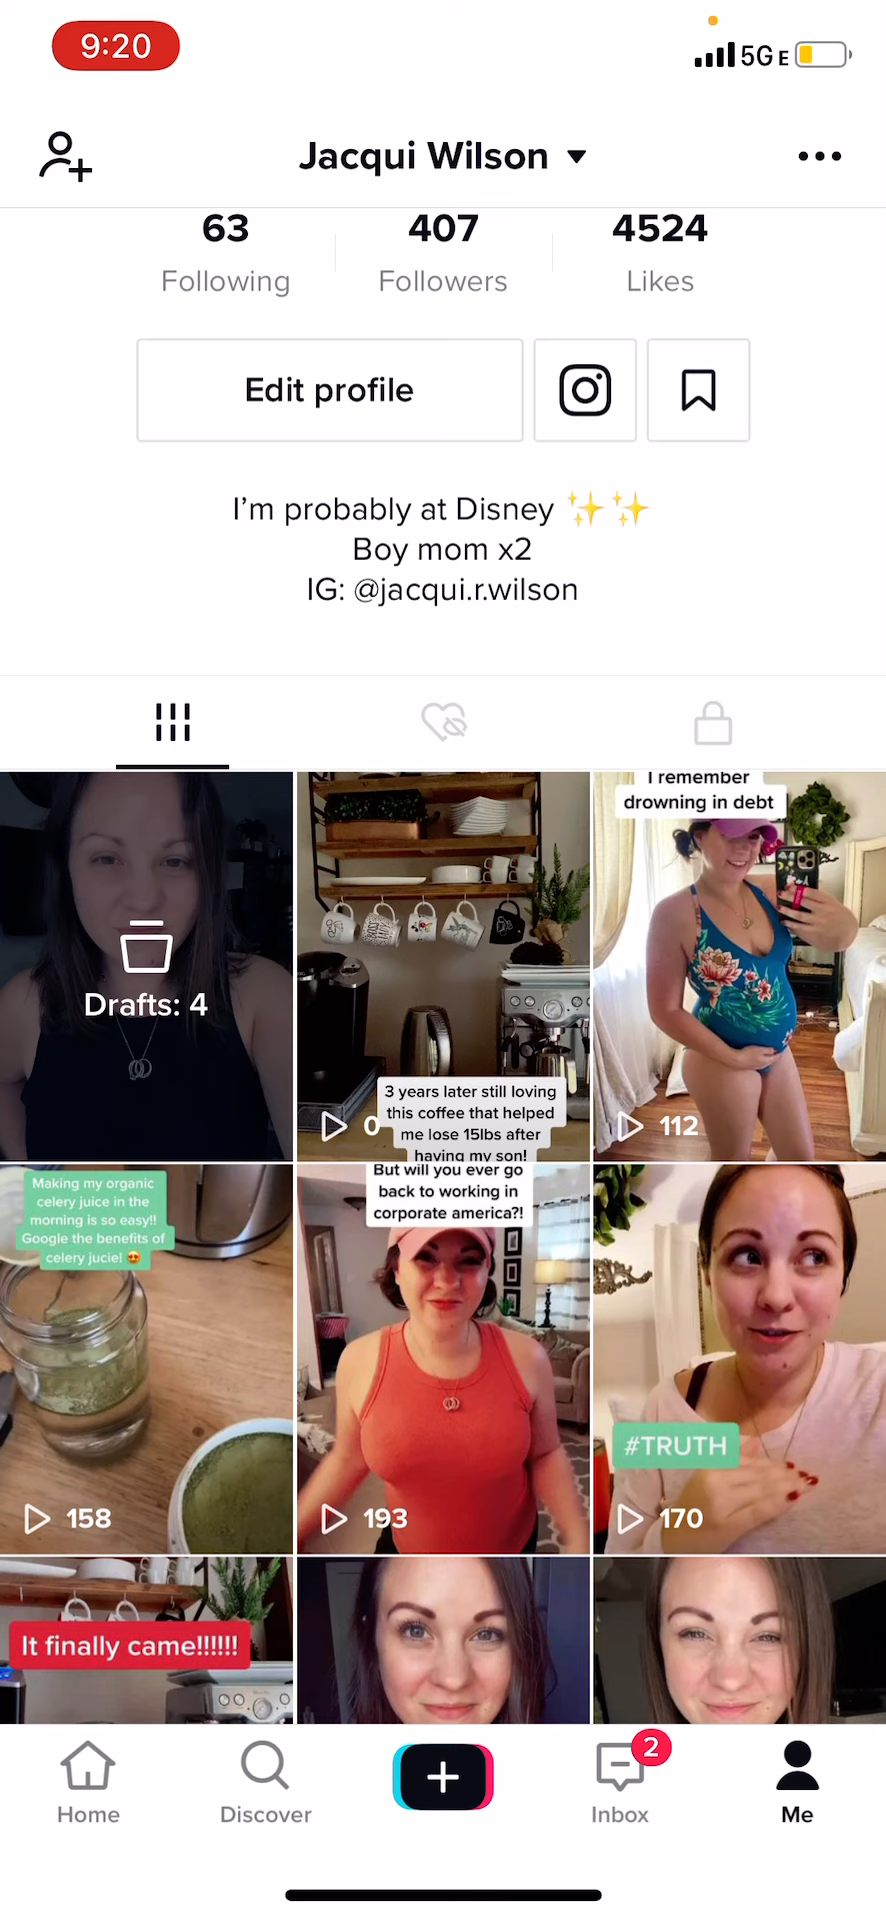 9:20
5GE
Jacqui Wilson
63
407
4524
Following
Followers
Likes
Edit profile
I'm probably at Disney ✨✨
Boy mom x2
IG: @jacqui.r.wilson
Drafts: 4
3 years later still loving
this coffee that helped
me lose 15lbs after
having my son!
0
I remember
drowning in debt
112
Making my organic
celery juice in the
morning is so easy!!
Google the benefits of
celery jucie! 😍
158
But will you ever go
back to working in
corporate america?!
193
#TRUTH
170
It finally came!!!!!!
Home
Discover
2
Inbox
Me